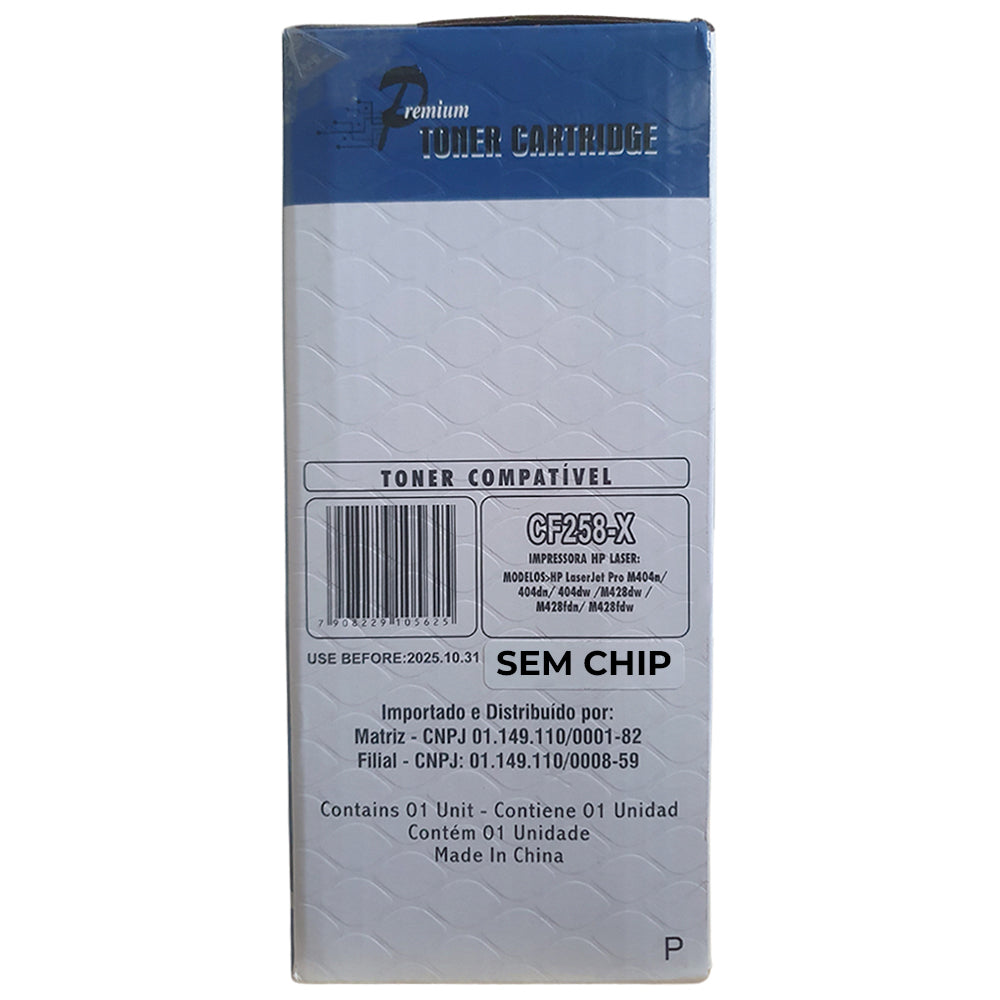 Premium
TONER CARTRIDGE
TONER COMPATÍVEL
7 908229 105625
CF258-X
IMPRESSORA HP LASER:
MODELOS>HP LaserJet Pro M404n/
404dn/ 404dw /M428dw /
M428fdn/ M428fdw
USE BEFORE:2025.10.31
SEM CHIP
Importado e Distribuído por:
Matriz - CNPJ 01.149.110/0001-82
Filial - CNPJ: 01.149.110/0008-59
Contains 01 Unit - Contiene 01 Unidad
Contém 01 Unidade
Made In China
P